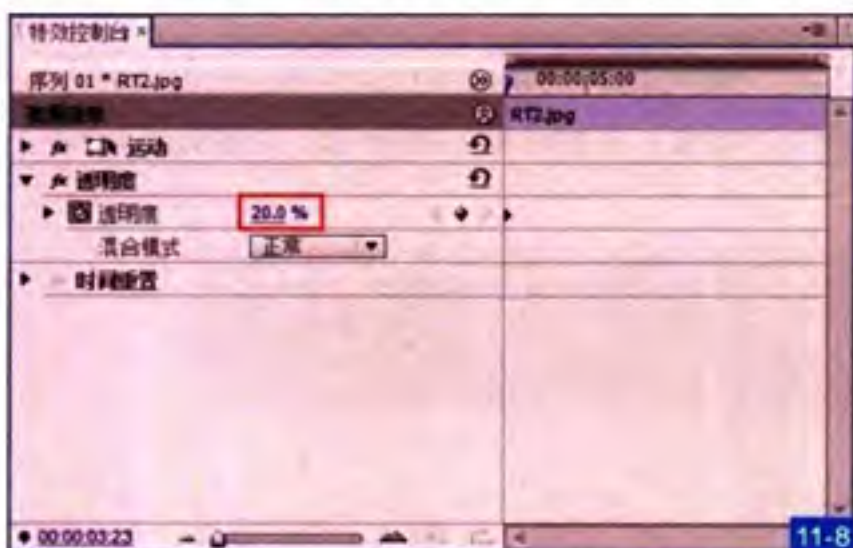 特效控制台 ×
序列 01 * RT2.jpg
00:00;05:00
视频效果
RT2.jpg
fx 运动
fx 透明度
透明度 20.0 %
混合模式 正常
时间重置
00:00:03:23
11-8